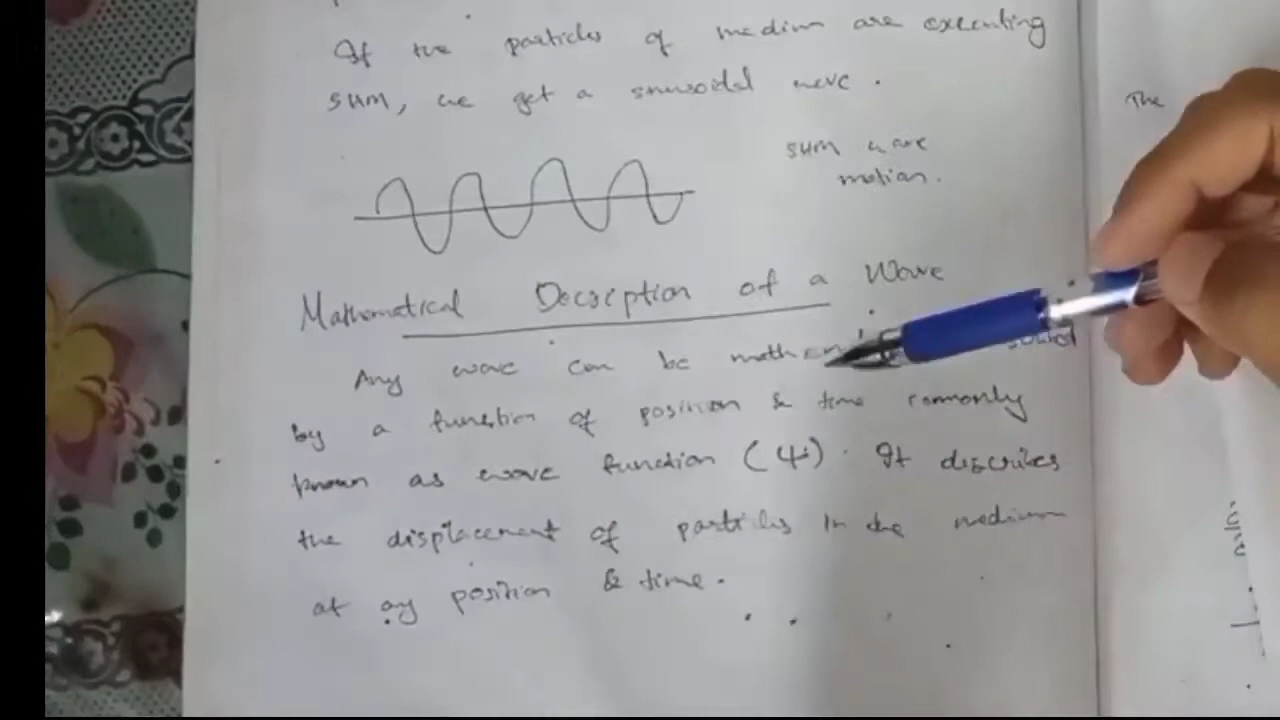 If the particles of medium are executing
SHM, we get a sinusoidal wave.
SHM wave
motion.
Mathematical Description of a Wave
Any wave can be
by a function of position & time commonly
known as wave function (Ψ). It describes
the displacement of particles in the medium
at any position & time.
The